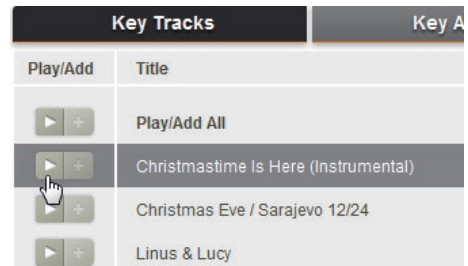 Key Tracks Key A
Play/Add Title
Play/Add All
Christmastime Is Here (Instrumental)
Christmas Eve / Sarajevo 12/24
Linus & Lucy